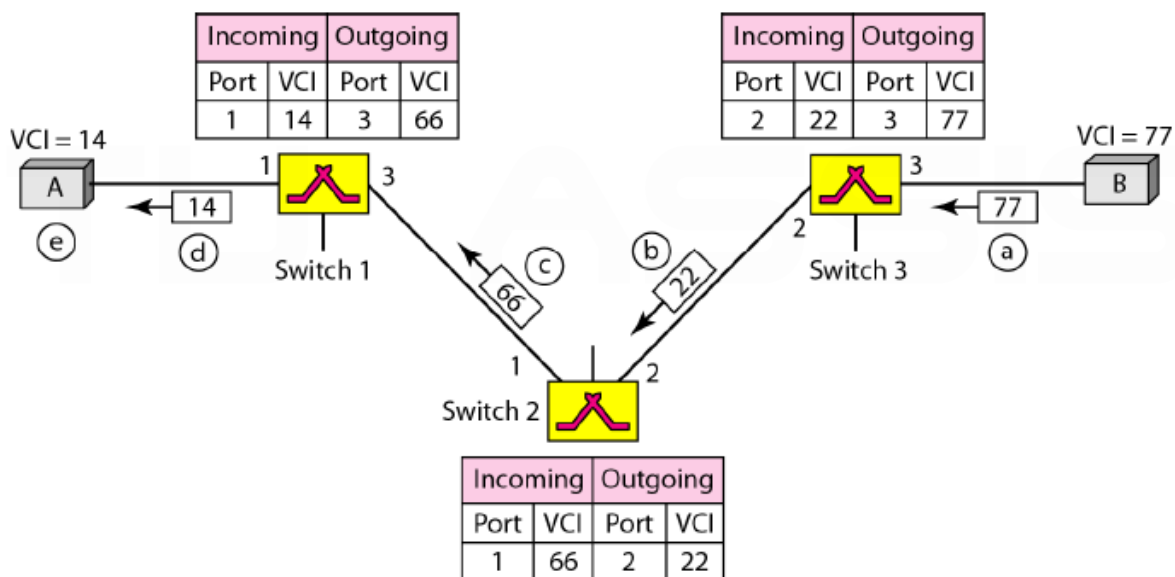 Incoming Outgoing
Port VCI Port VCI
1 14 3 66
Incoming Outgoing
Port VCI Port VCI
2 22 3 77
VCI = 14
VCI = 77
A
1
3
3
B
14
2
77
e
d
Switch 1
c
66
b
22
Switch 3
a
1
2
Switch 2
Incoming Outgoing
Port VCI Port VCI
1 66 2 22